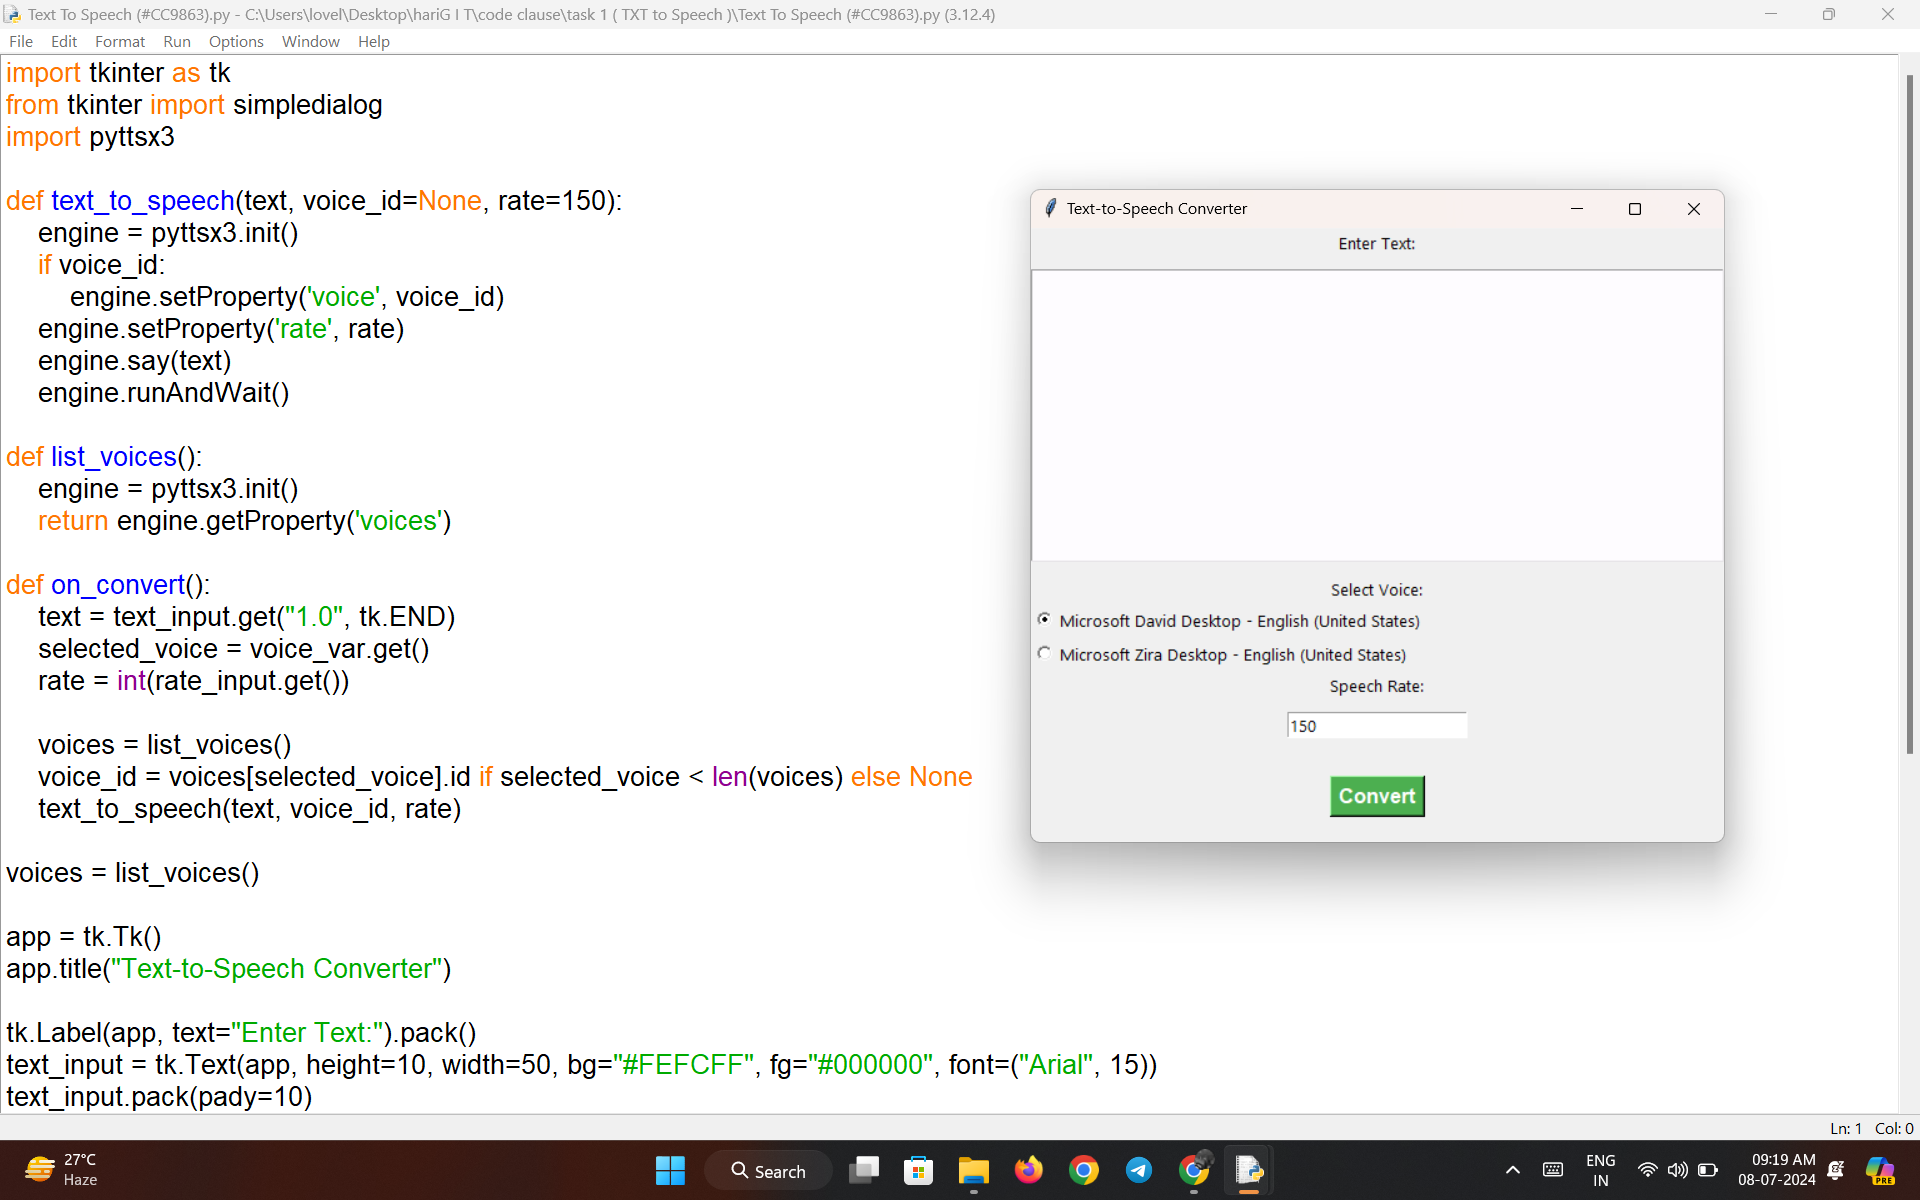 Text To Speech (#CC9863).py - C:\Users\lovel\Desktop\hariG I T\code clause\task 1 ( TXT to Speech )\Text To Speech (#CC9863).py (3.12.4)
File Edit Format Run Options Window Help
import tkinter as tk
from tkinter import simpledialog
import pyttsx3
def text_to_speech(text, voice_id=None, rate=150):
engine = pyttsx3.init()
if voice_id:
engine.setProperty('voice', voice_id)
engine.setProperty('rate', rate)
engine.say(text)
engine.runAndWait()
def list_voices():
engine = pyttsx3.init()
return engine.getProperty('voices')
def on_convert():
text = text_input.get("1.0", tk.END)
selected_voice = voice_var.get()
rate = int(rate_input.get())
voices = list_voices()
voice_id = voices[selected_voice].id if selected_voice < len(voices) else None
text_to_speech(text, voice_id, rate)
voices = list_voices()
app = tk.Tk()
app.title("Text-to-Speech Converter")
tk.Label(app, text="Enter Text:").pack()
text_input = tk.Text(app, height=10, width=50, bg="#FEFCFF", fg="#000000", font=("Arial", 15))
text_input.pack(pady=10)
Text-to-Speech Converter
Enter Text:
Select Voice:
Microsoft David Desktop - English (United States)
Microsoft Zira Desktop - English (United States)
Speech Rate:
150
Convert
Ln: 1 Col: 0
27°C
Haze
Search
ENG
IN
09:19 AM
08-07-2024
PRE